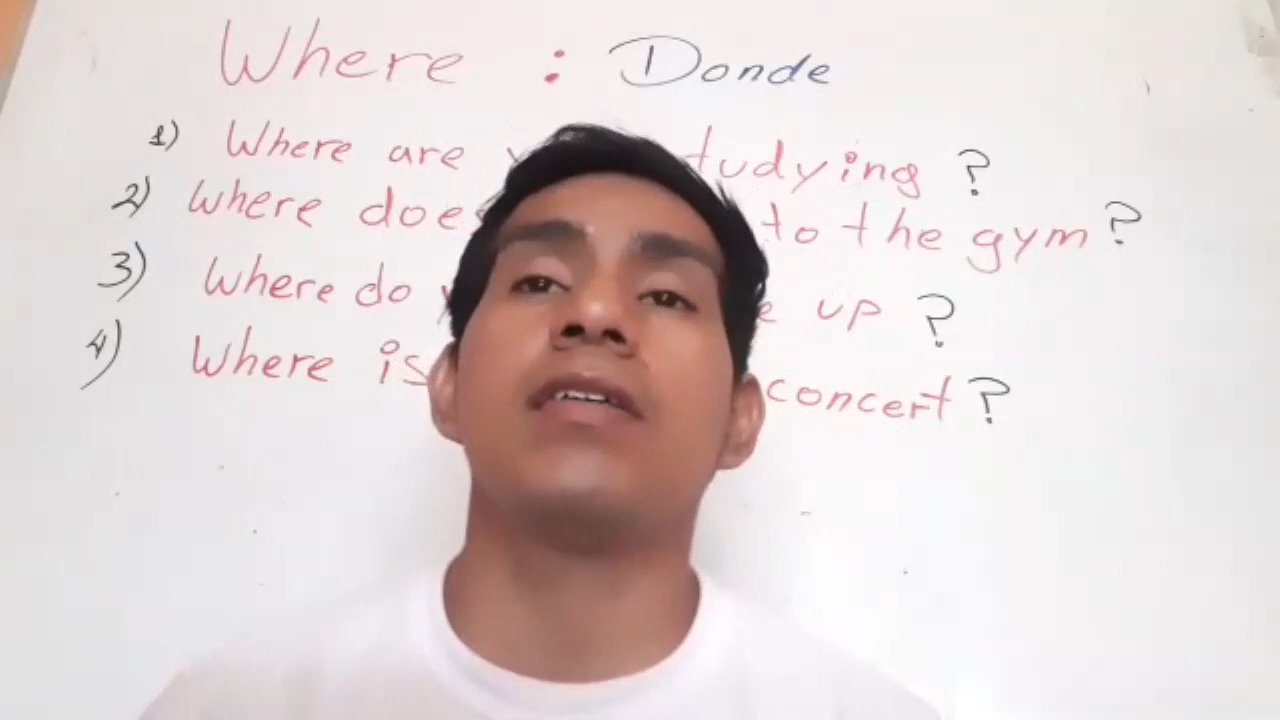 Where : Donde
1) Where are studying ?
2) Where does to the gym ?
3) Where do up ?
4) Where is concert ?